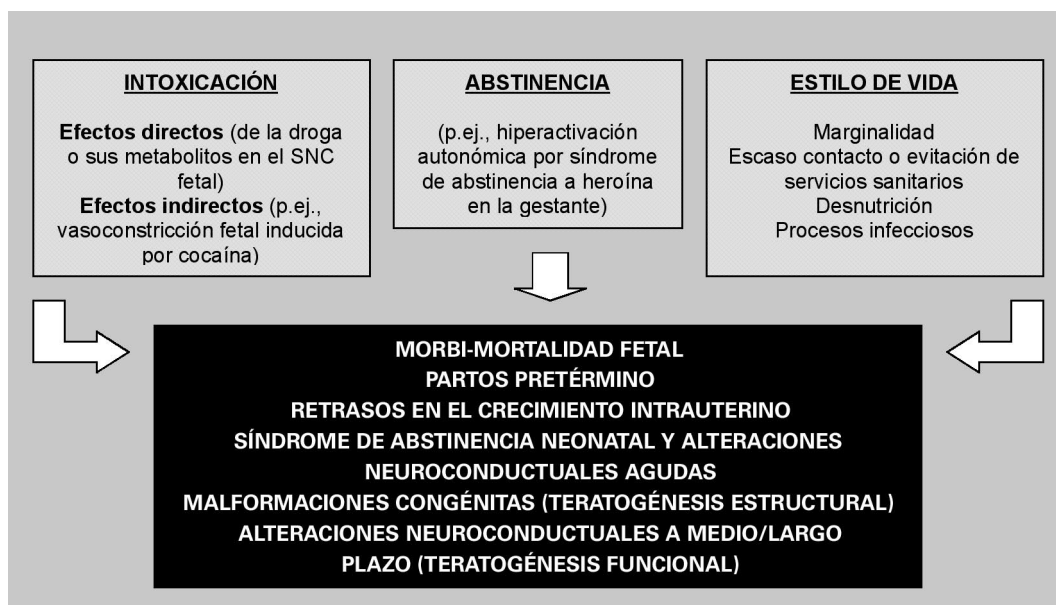 INTOXICACIÓN
Efectos directos (de la droga
o sus metabolitos en el SNC
fetal)
Efectos indirectos (p.ej.,
vasoconstricción fetal inducida
por cocaína)
ABSTINENCIA
(p.ej., hiperactivación
autonómica por síndrome
de abstinencia a heroína
en la gestante)
ESTILO DE VIDA
Marginalidad
Escaso contacto o evitación de
servicios sanitarios
Desnutrición
Procesos infecciosos
MORBI-MORTALIDAD FETAL
PARTOS PRETÉRMINO
RETRASOS EN EL CRECIMIENTO INTRAUTERINO
SÍNDROME DE ABSTINENCIA NEONATAL Y ALTERACIONES
NEUROCONDUCTUALES AGUDAS
MALFORMACIONES CONGÉNITAS (TERATOGÉNESIS ESTRUCTURAL)
ALTERACIONES NEUROCONDUCTUALES A MEDIO/LARGO
PLAZO (TERATOGÉNESIS FUNCIONAL)